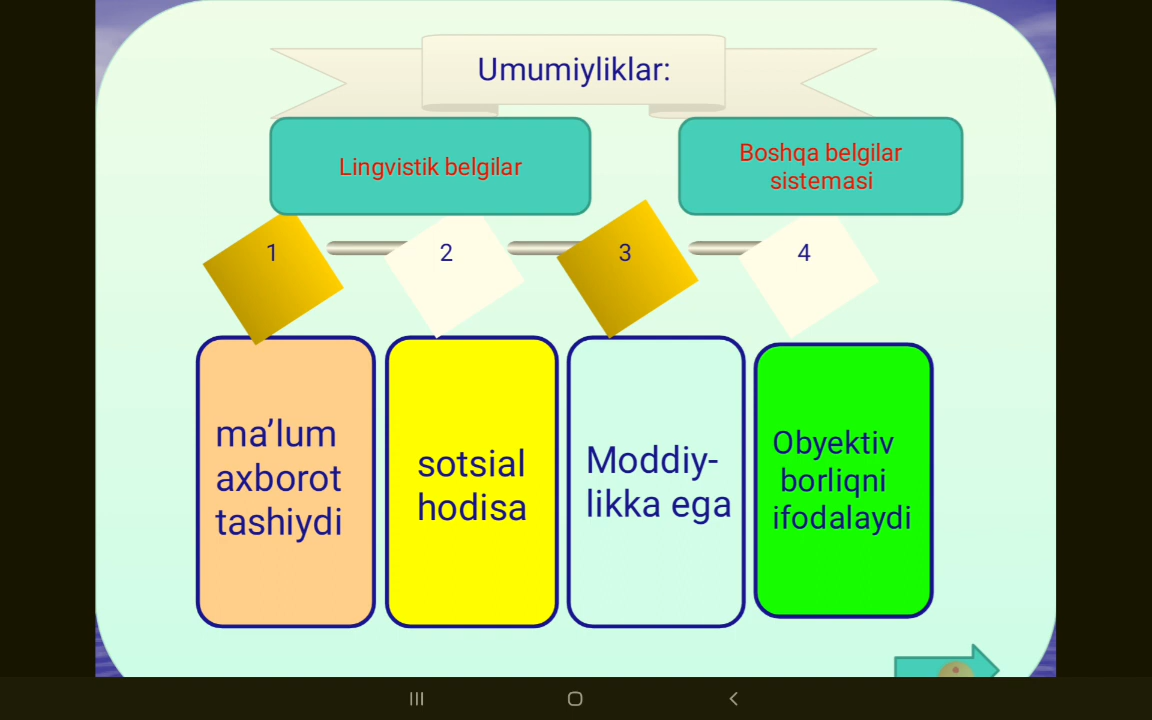 Umumiyliklar:
Lingvistik belgilar
Boshqa belgilar
sistemasi
1
2
3
4
ma’lum
axborot
tashiydi
sotsial
hodisa
Moddiy-
likka ega
Obyektiv
borliqni
ifodalaydi